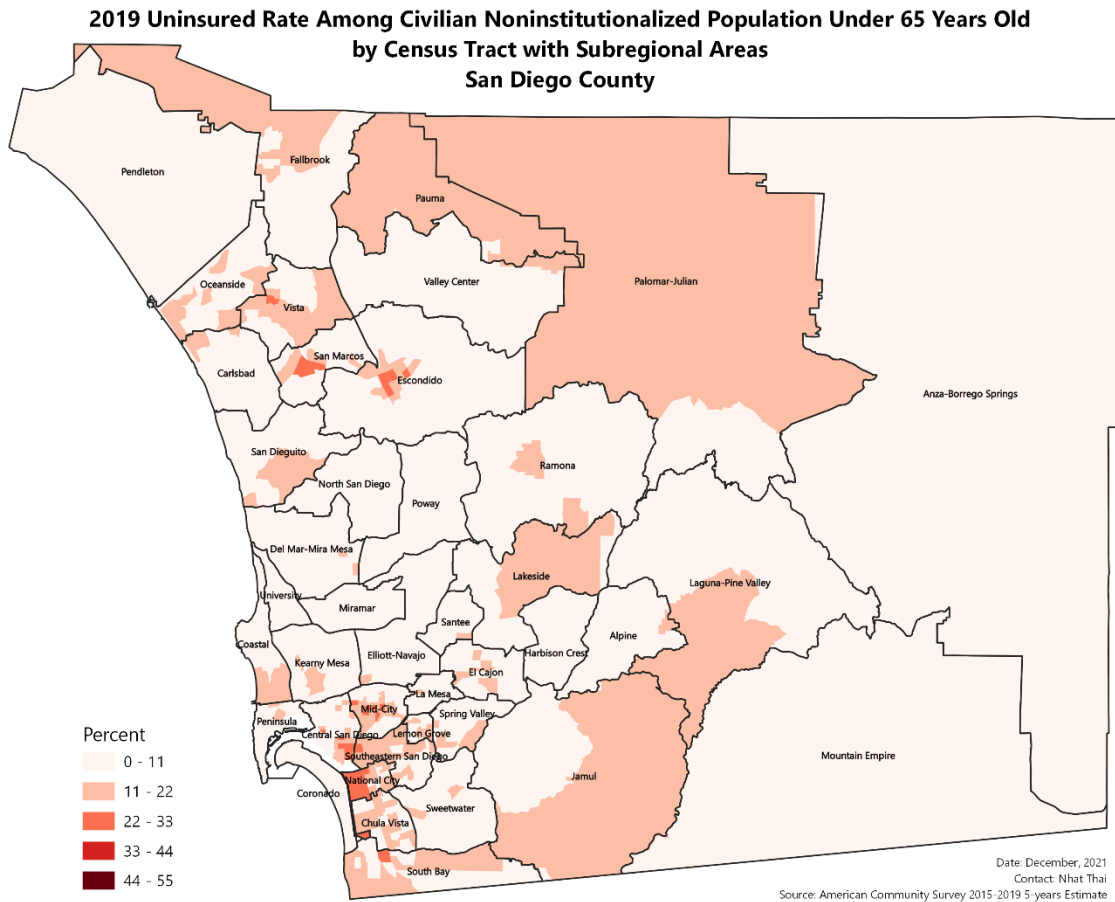 2019 Uninsured Rate Among Civilian Noninstitutionalized Population Under 65 Years Old
by Census Tract with Subregional Areas
San Diego County
Fallbrook
Pendleton
Pauma
Oceanside
Valley Center
Palomar-Julian
Vista
San Marcos
Carlsbad
Escondido
Anza-Borrego Springs
San Dieguito
Ramona
North San Diego
Poway
Del Mar-Mira Mesa
Lakeside
Laguna-Pine Valley
University
Miramar
Santee
Alpine
Coastal
Elliott-Navajo
Harbison Crest
Kearny Mesa
El Cajon
La Mesa
Mid-City
Spring Valley
Peninsula
Central San Diego
Lemon Grove
Southeastern San Diego
Mountain Empire
National City
Jamul
Coronado
Sweetwater
Chula Vista
South Bay
Percent
0 - 11
11 - 22
22 - 33
33 - 44
44 - 55
Date: December, 2021
Contact: Nhat Thai
Source: American Community Survey 2015-2019 5-years Estimate